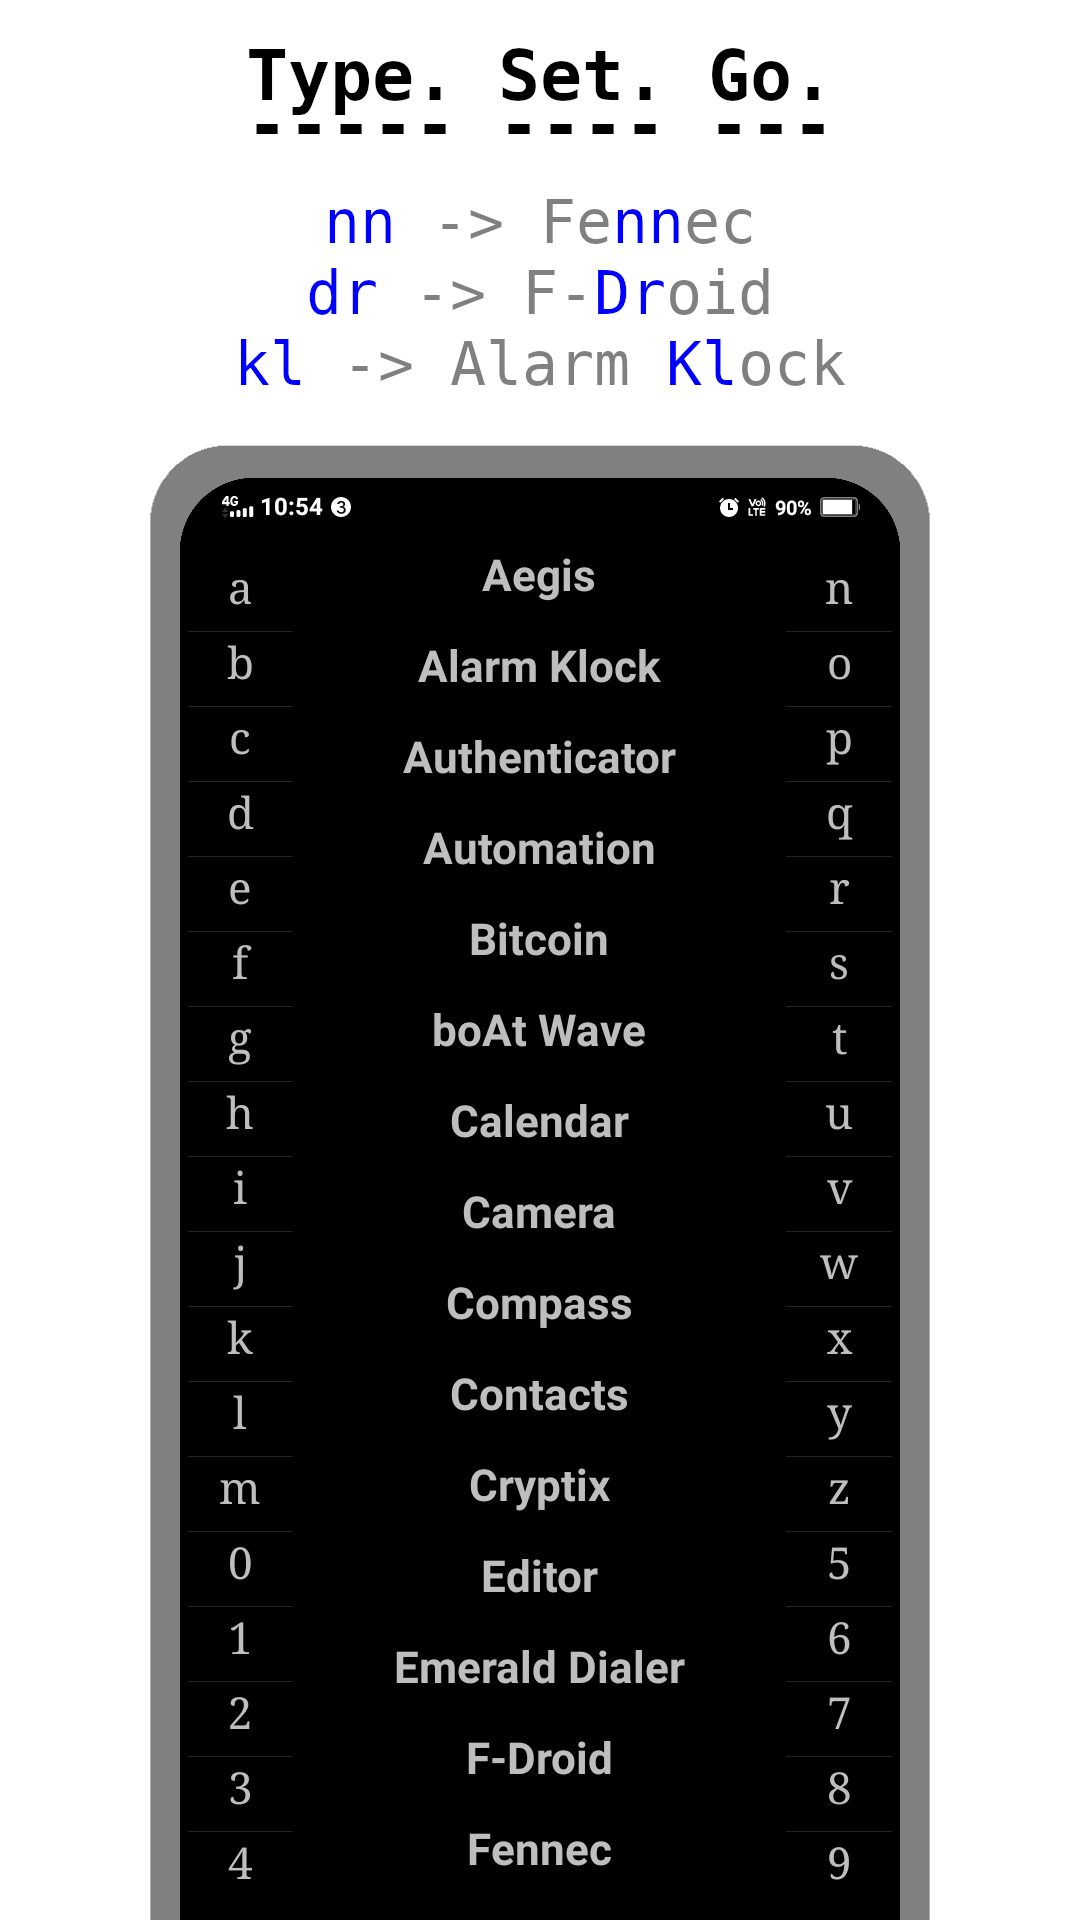 Type. Set. Go.
----- ---- ---
nn -> Fennec
dr -> F-Droid
kl -> Alarm Klock
4G 10:54 3 Vo) LTE 90%
a
b
c
d
e
f
g
h
i
j
k
l
m
0
1
2
3
4
Aegis
Alarm Klock
Authenticator
Automation
Bitcoin
boAt Wave
Calendar
Camera
Compass
Contacts
Cryptix
Editor
Emerald Dialer
F-Droid
Fennec
n
o
p
q
r
s
t
u
v
w
x
y
z
5
6
7
8
9